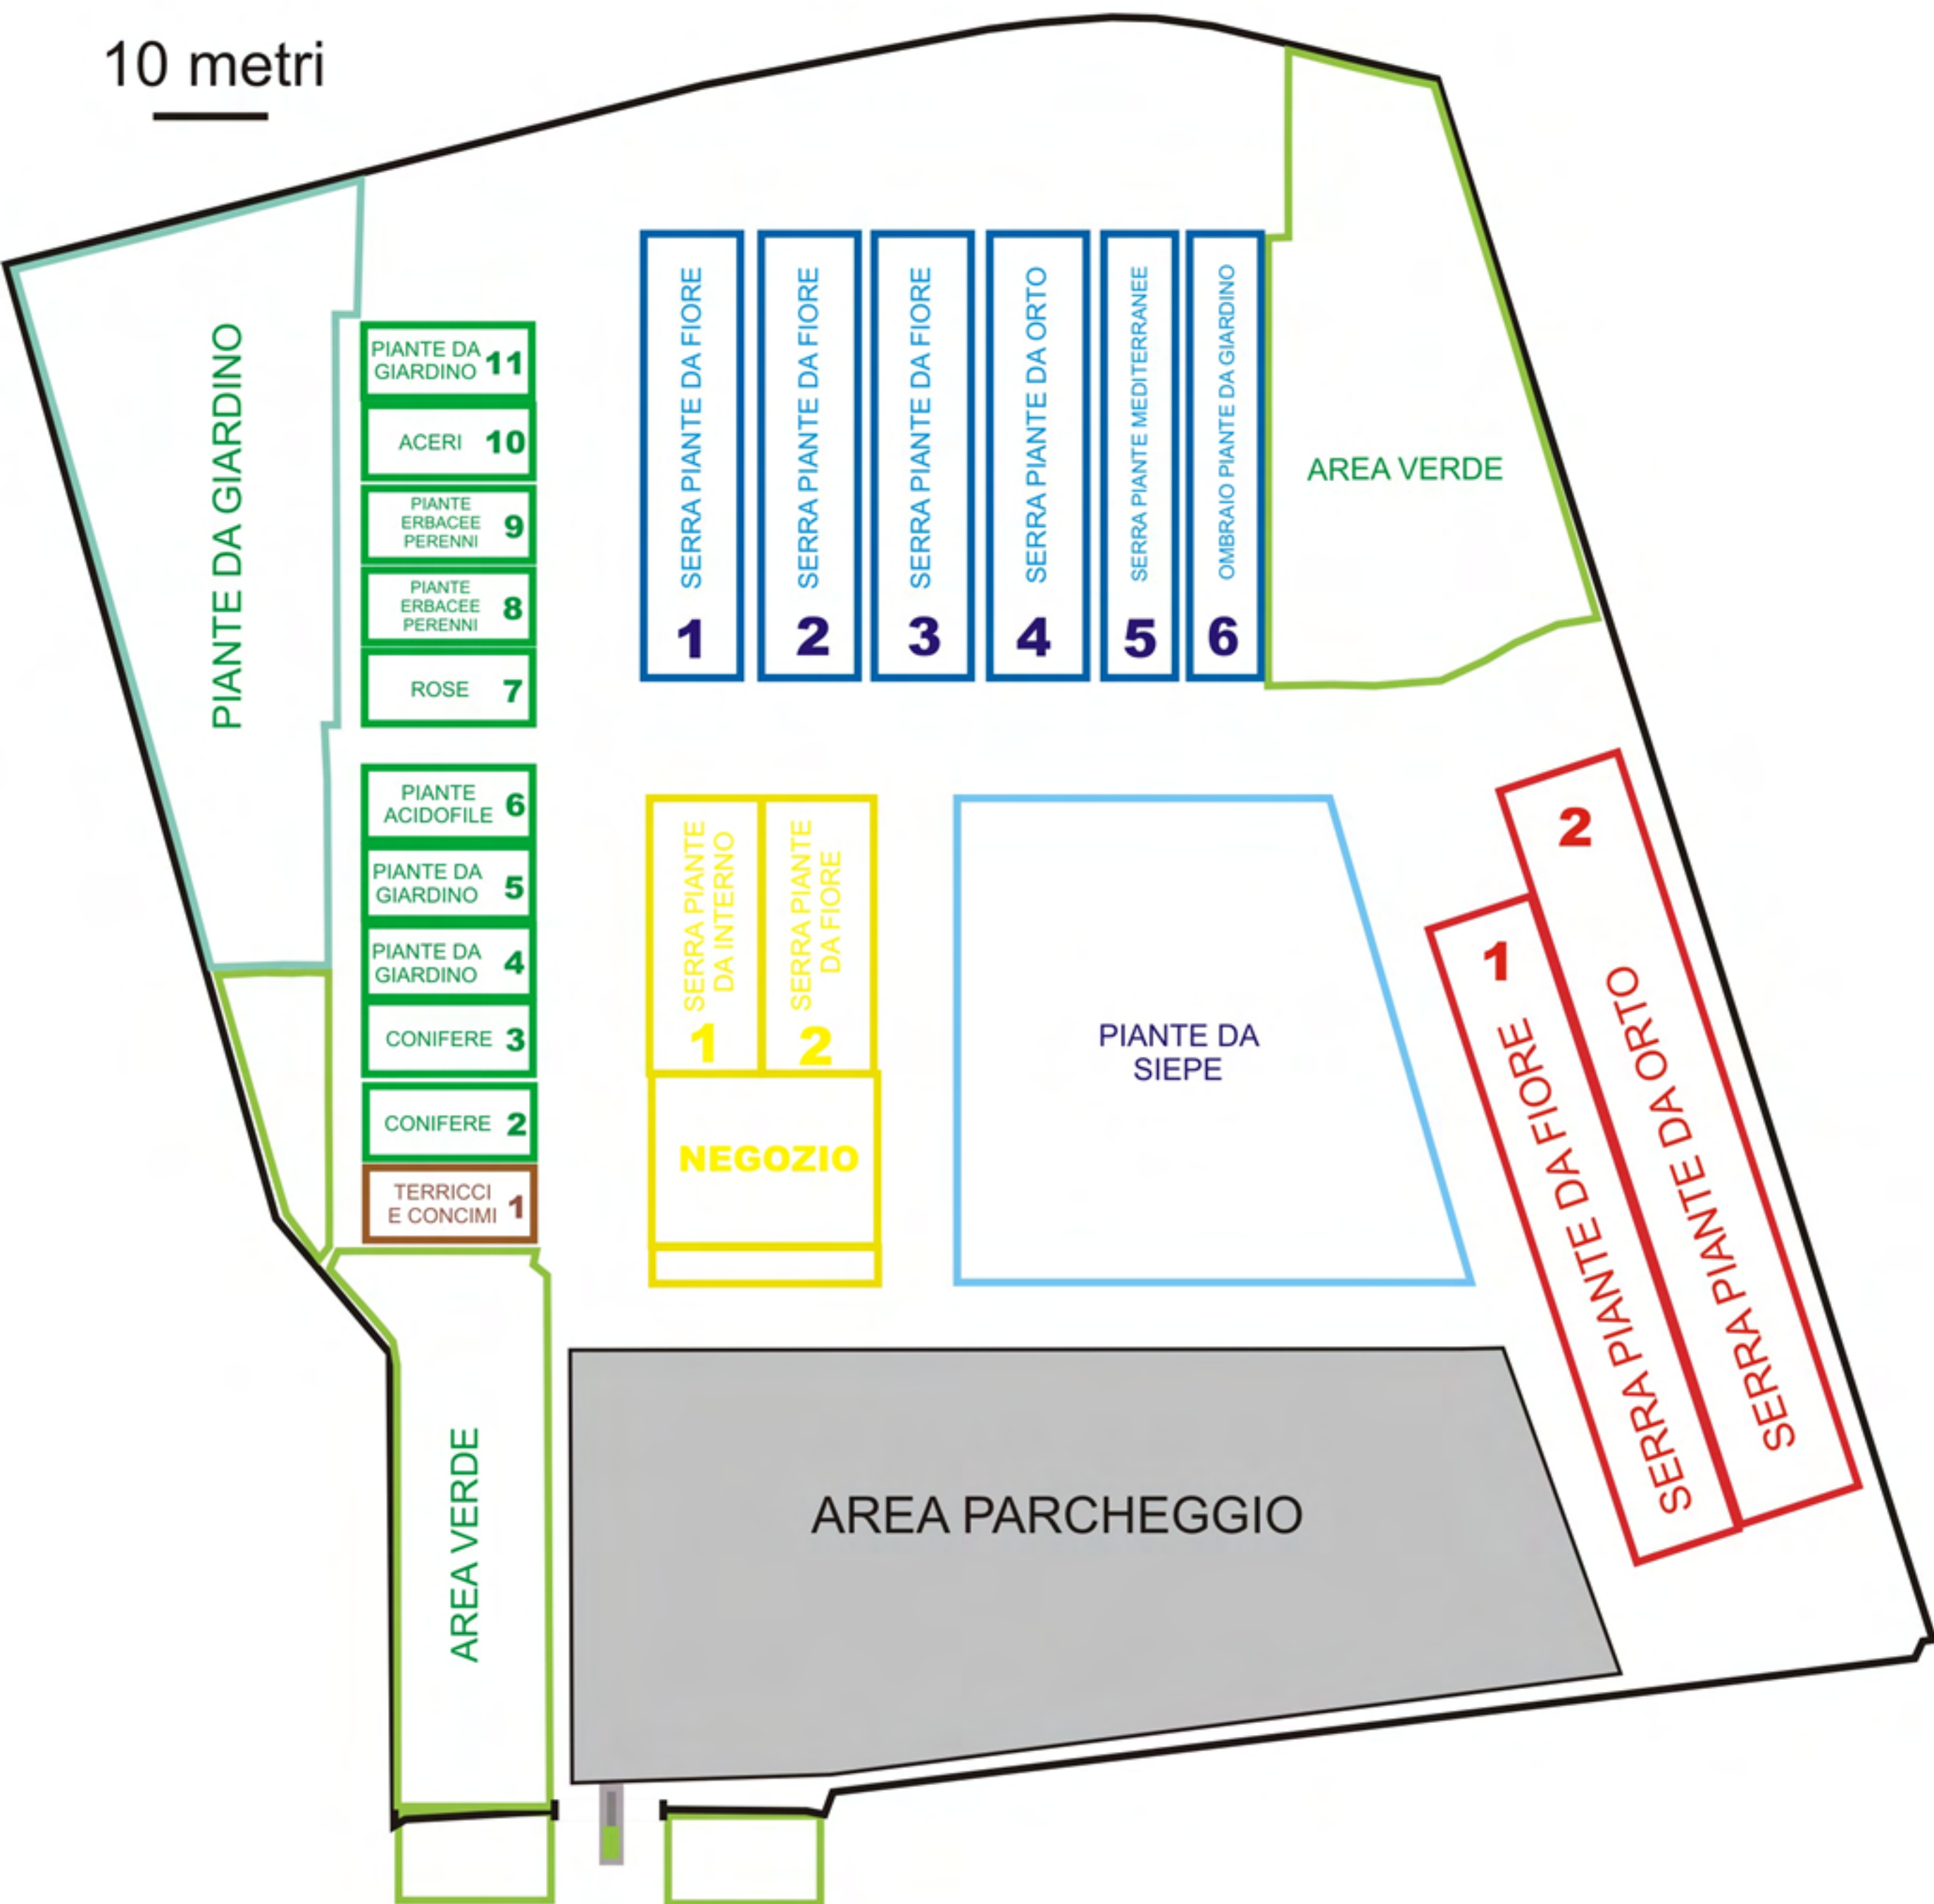 10 metri
PIANTE DA GIARDINO
PIANTE DA
GIARDINO 11
ACERI 10
PIANTE
ERBACEE
PERENNI 9
PIANTE
ERBACEE
PERENNI 8
ROSE 7
PIANTE
ACIDOFILE 6
PIANTE DA
GIARDINO 5
PIANTE DA
GIARDINO 4
CONIFERE 3
CONIFERE 2
TERRICCI
E CONCIMI 1
AREA VERDE
1 SERRA PIANTE DA FIORE
2 SERRA PIANTE DA FIORE
3 SERRA PIANTE DA FIORE
4 SERRA PIANTE DA ORTO
5 SERRA PIANTE MEDITERRANEE
6 OMBRAIO PIANTE DA GIARDINO
AREA VERDE
SERRA PIANTE
DA INTERNO
1
SERRA PIANTE
DA FIORE
2
NEGOZIO
PIANTE DA
SIEPE
1 SERRA PIANTE DA FIORE
2 SERRA PIANTE DA ORTO
AREA PARCHEGGIO